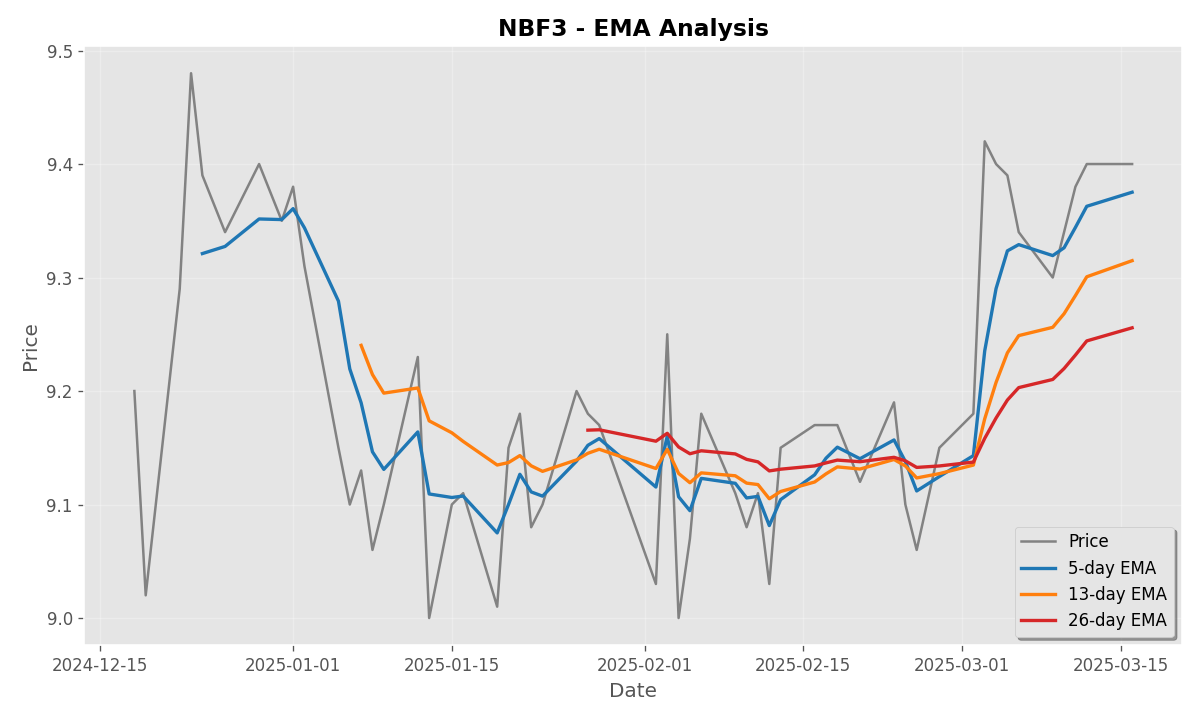 NBF3 - EMA Analysis
9.5
9.4
9.3
9.2
9.1
9.0
Price
2024-12-15
2025-01-01
2025-01-15
2025-02-01
2025-02-15
2025-03-01
2025-03-15
Date
Price
5-day EMA
13-day EMA
26-day EMA